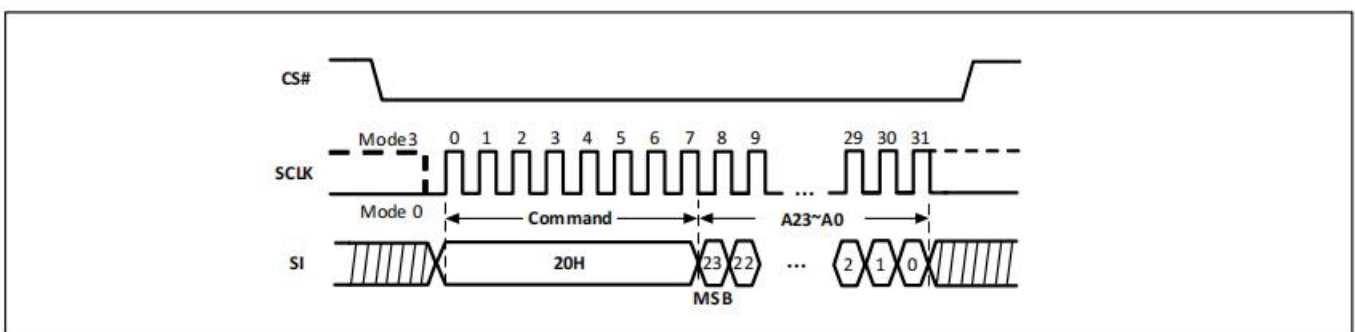 CS#
Mode3
0 1 2 3 4 5 6 7 8 9 29 30 31
SCLK
...
Mode 0
Command
A23~A0
SI
20H
23 22 ... 2 1 0
MSB